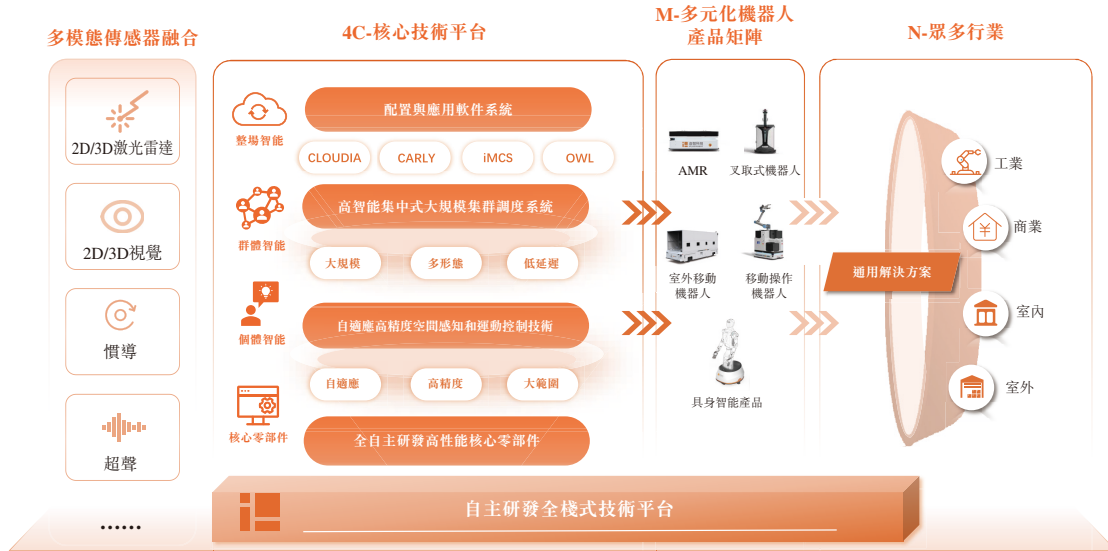 多模態傳感器融合
2D/3D激光雷達
2D/3D視覺
慣導
超聲
......
4C-核心技術平台
整場智能
配置與應用軟件系統
CLOUDIA
CARLY
iMCS
OWL
群體智能
高智能集中式大規模集群調度系統
大規模
多形態
低延遲
個體智能
自適應高精度空間感知和運動控制技術
自適應
高精度
大範圍
核心零部件
全自主研發高性能核心零部件
M-多元化機器人
產品矩陣
AMR
叉取式機器人
室外移動
機器人
移動操作
機器人
具身智能產品
N-眾多行業
通用解決方案
工業
商業
室內
室外
自主研發全棧式技術平台